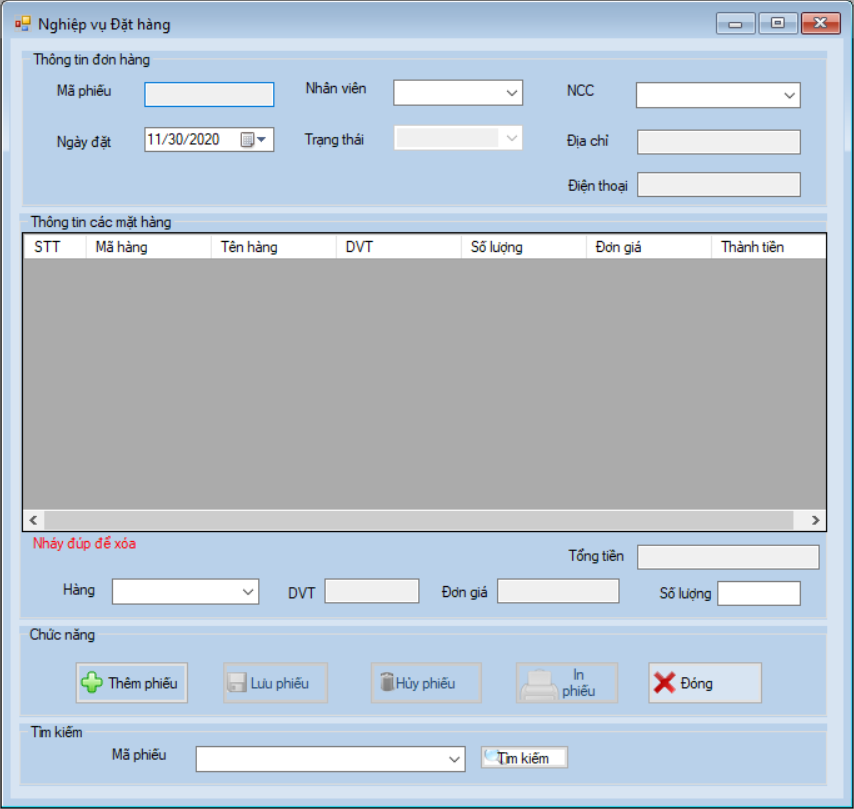 Nghiệp vụ Đặt hàng
Thông tin đơn hàng
Mã phiếu
Nhân viên
NCC
Ngày đặt
11/30/2020
Trạng thái
Địa chỉ
Điện thoại
Thông tin các mặt hàng
STT Mã hàng Tên hàng DVT Số lượng Đơn giá Thành tiền
Nháy đúp để xóa
Tổng tiền
Hàng
DVT
Đơn giá
Số lượng
Chức năng
Thêm phiếu
Lưu phiếu
Hủy phiếu
In
phiếu
Đóng
Tìm kiếm
Mã phiếu
Tìm kiếm